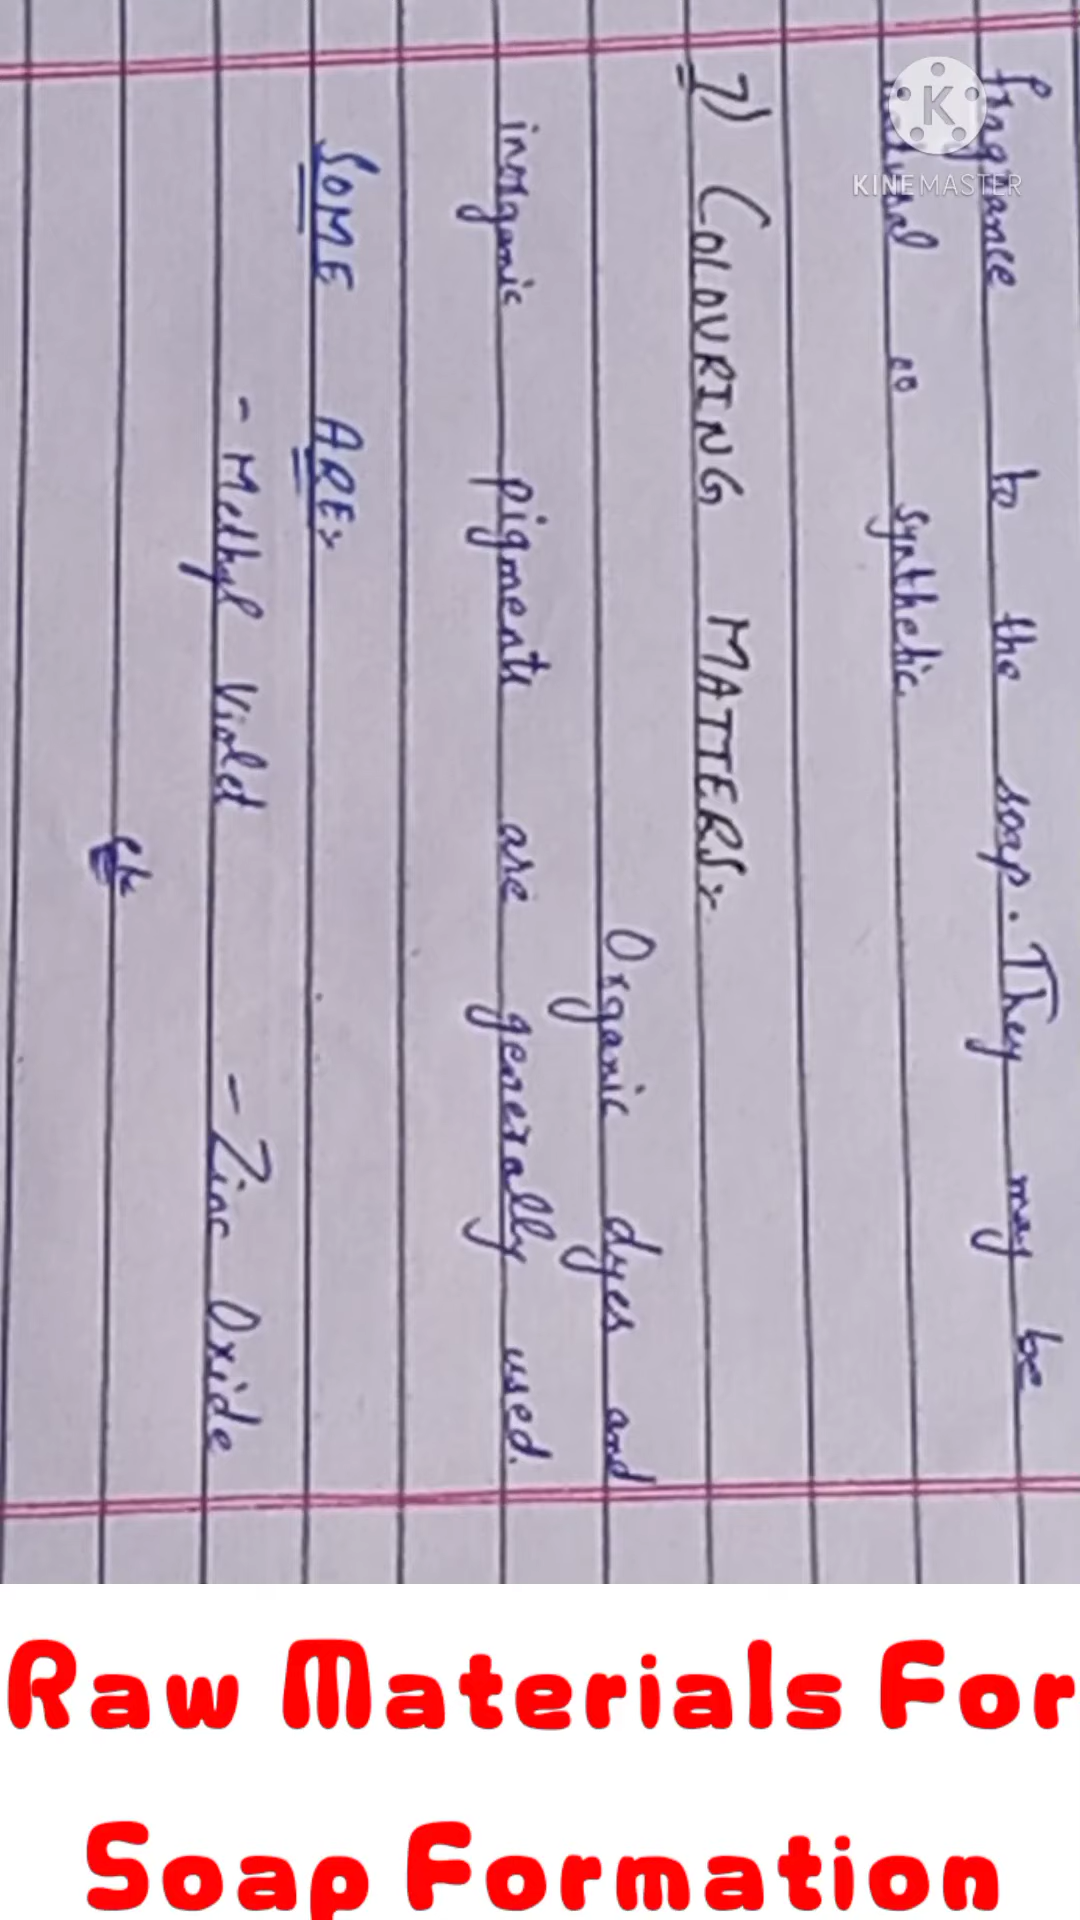 fragrance to the soap. They may be
natural or synthetic.
7) COLOURING MATTERS:-
Organic dyes and
inorganic pigments are generally used.
SOME ARE:-
- Methyl Violet - Zinc Oxide
etc
K
KINEMASTER
Raw Materials For
Soap Formation